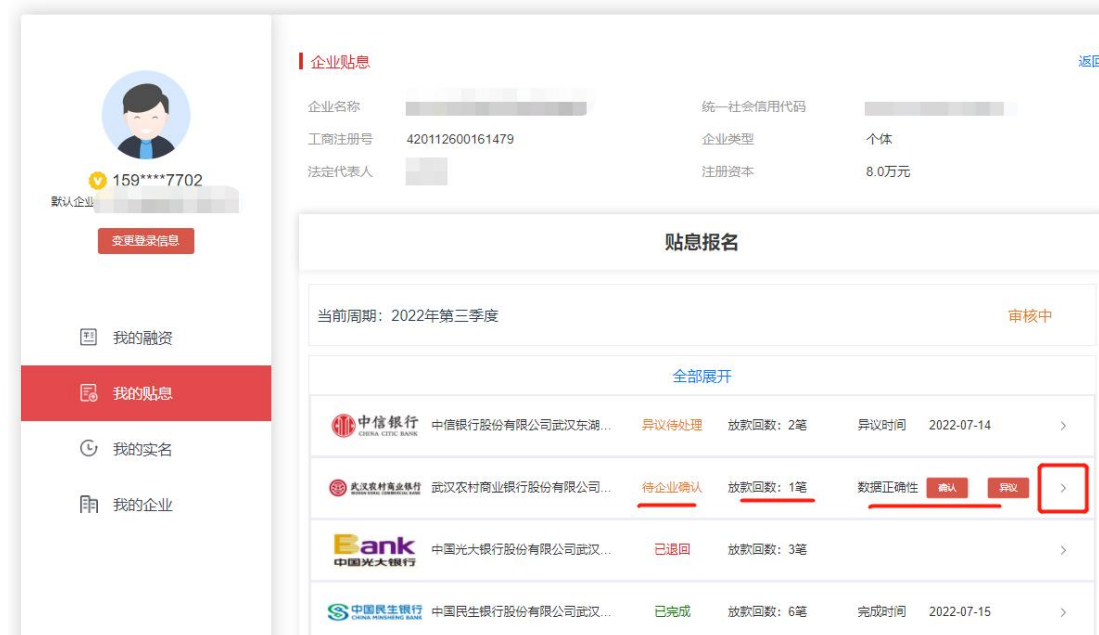 企业贴息
返回
企业名称
统一社会信用代码
工商注册号 420112600161479 企业类型 个体
法定代表人
注册资本 8.0万元
159****7702
默认企业
变更登录信息
我的融资
我的贴息
我的实名
我的企业
贴息报名
当前周期：2022年第三季度 审核中
全部展开
中信银行 CHINA CITIC BANK 中信银行股份有限公司武汉东湖... 异议待处理 放款回数：2笔 异议时间 2022-07-14
武汉农村商业银行 武汉农村商业银行股份有限公司... 待企业确认 放款回数：1笔 数据正确性 确认 异议
Bank 中国光大银行 中国光大银行股份有限公司武汉... 已退回 放款回数：3笔
中国民生银行 CHINA MINSHENG BANK 中国民生银行股份有限公司武汉... 已完成 放款回数：6笔 完成时间 2022-07-15